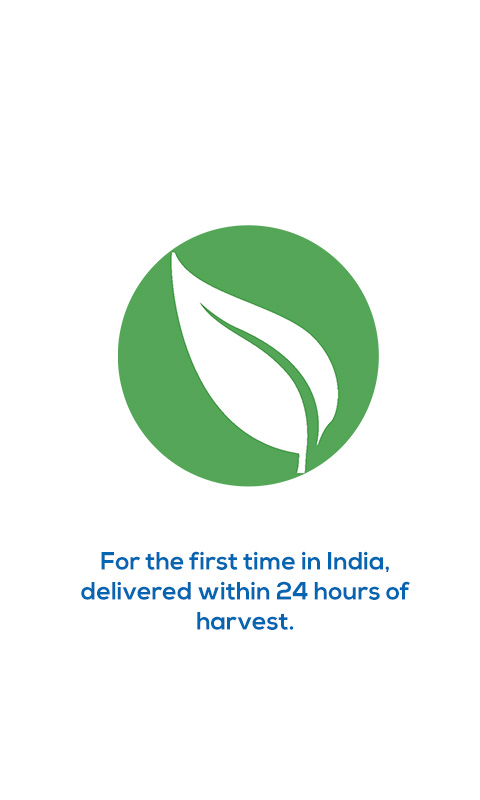 For the first time in India,
delivered within 24 hours of
harvest.